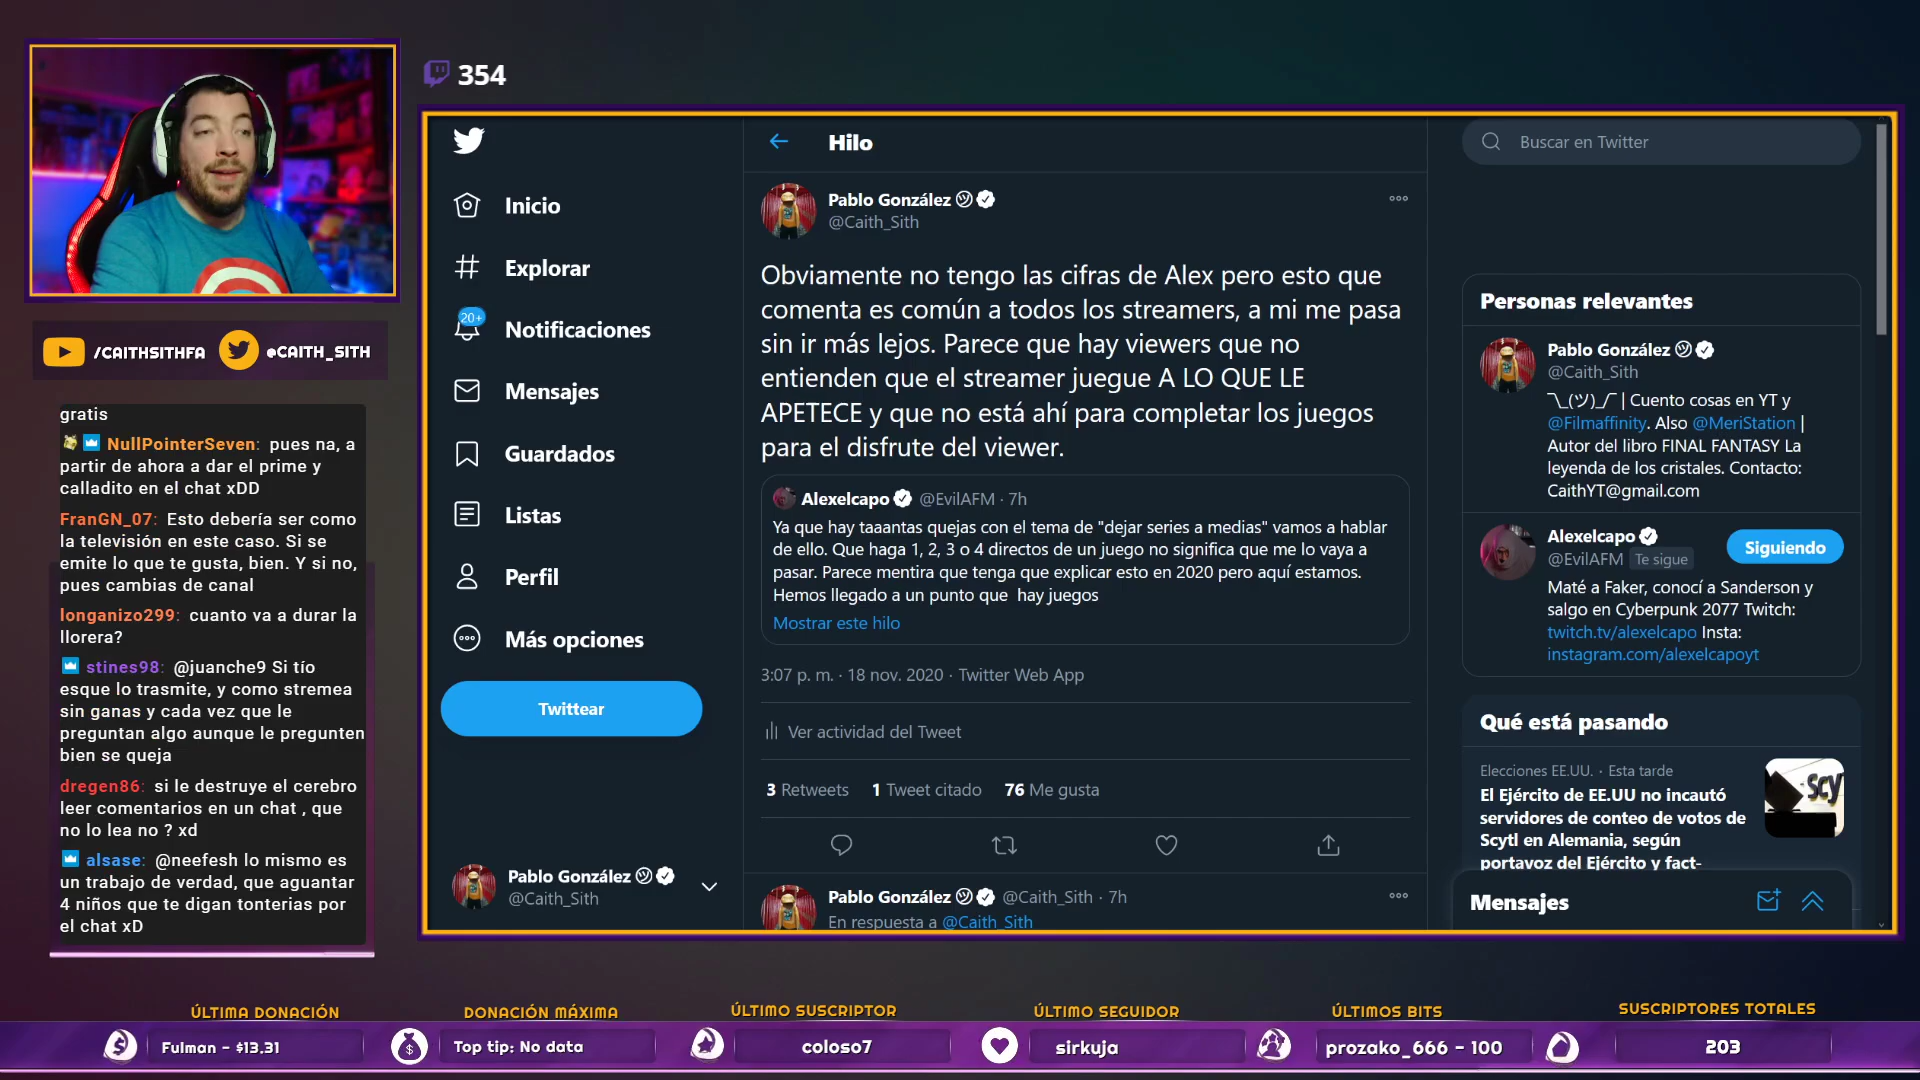 354
/CAITHSITHFA
@CAITH_SITH
gratis
NullPointerSeven: pues na, a
partir de ahora a dar el prime y
calladito en el chat xDD
FranGN_07: Esto debería ser como
la televisión en este caso. Si se
emite lo que te gusta, bien. Y si no,
pues cambias de canal
longanizo299: cuanto va a durar la
llorera?
stines98: @juanche9 Si tío
esque lo trasmite, y como stremea
sin ganas y cada vez que le
preguntan algo aunque le pregunten
bien se queja
dregen86: si le destruye el cerebro
leer comentarios en un chat , que
no lo lea no ? xd
alsase: @neefesh lo mismo es
un trabajo de verdad, que aguantar
4 niños que te digan tonterias por
el chat xD
Inicio
Explorar
20+
Notificaciones
Mensajes
Guardados
Listas
Perfil
Más opciones
Twittear
Pablo González
@Caith_Sith
Hilo
Pablo González
@Caith_Sith
Obviamente no tengo las cifras de Alex pero esto que
comenta es común a todos los streamers, a mi me pasa
sin ir más lejos. Parece que hay viewers que no
entienden que el streamer juegue A LO QUE LE
APETECE y que no está ahí para completar los juegos
para el disfrute del viewer.
Alexelcapo @EvilAFM · 7h
Ya que hay taaantas quejas con el tema de "dejar series a medias" vamos a hablar
de ello. Que haga 1, 2, 3 o 4 directos de un juego no significa que me lo vaya a
pasar. Parece mentira que tenga que explicar esto en 2020 pero aquí estamos.
Hemos llegado a un punto que  hay juegos
Mostrar este hilo
3:07 p. m. · 18 nov. 2020 · Twitter Web App
Ver actividad del Tweet
3 Retweets 1 Tweet citado 76 Me gusta
Pablo González @Caith_Sith · 7h
En respuesta a @Caith_Sith
Buscar en Twitter
Personas relevantes
Pablo González
@Caith_Sith
¯\_(ツ)_/¯ | Cuento cosas en YT y
@Filmaffinity. Also @MeriStation |
Autor del libro FINAL FANTASY La
leyenda de los cristales. Contacto:
CaithYT@gmail.com
Alexelcapo
@EvilAFM Te sigue
Siguiendo
Maté a Faker, conocí a Sanderson y
salgo en Cyberpunk 2077 Twitch:
twitch.tv/alexelcapo Insta:
instagram.com/alexelcapoyt
Qué está pasando
Elecciones EE.UU. · Esta tarde
El Ejército de EE.UU no incautó
servidores de conteo de votos de
Scytl en Alemania, según
portavoz del Ejército y fact-
scy
Mensajes
ÚLTIMA DONACIÓN
Fulman - $13.31
DONACIÓN MÁXIMA
Top tip: No data
ÚLTIMO SUSCRIPTOR
coloso7
ÚLTIMO SEGUIDOR
sirkuja
ÚLTIMOS BITS
prozako_666 - 100
SUSCRIPTORES TOTALES
203